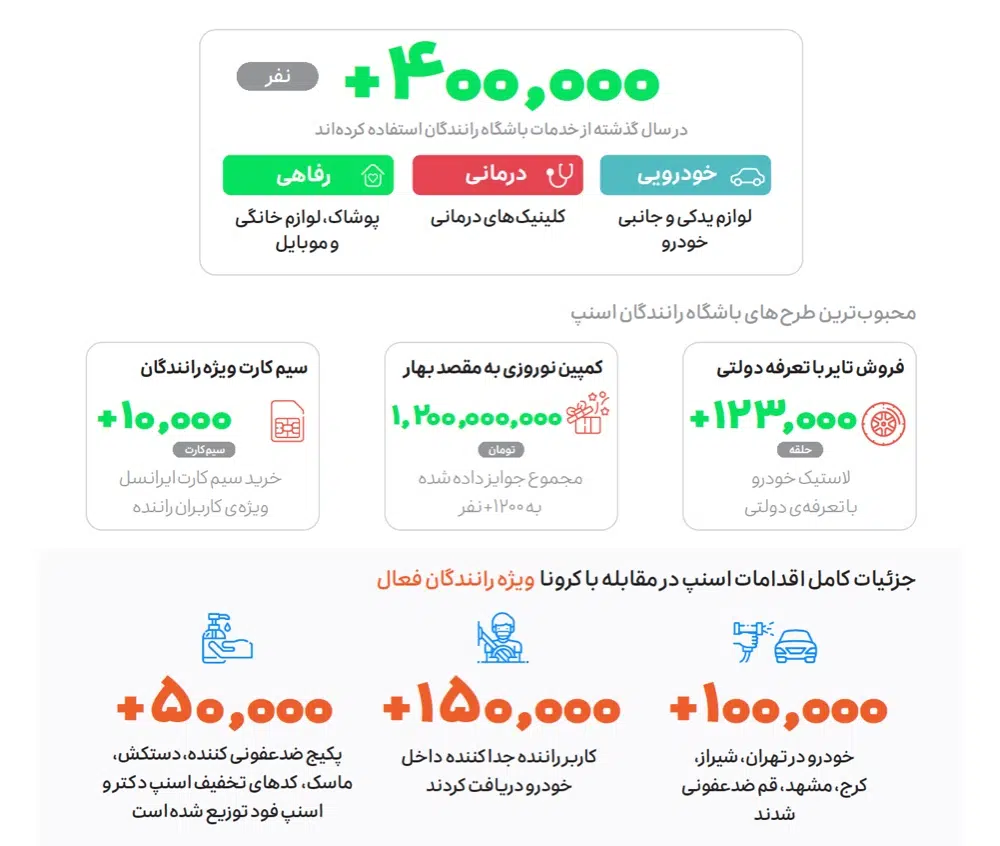 +۴۰۰,۰۰۰
نفر
در سال گذشته از خدمات باشگاه رانندگان استفاده کرده‌اند
خودرویی
لوازم یدکی و جانبی
خودرو
درمانی
کلینیک‌های درمانی
رفاهی
پوشاک، لوازم خانگی
و موبایل
محبوب‌ترین طرح‌های باشگاه رانندگان اسنپ
فروش تایر با تعرفه دولتی
+۱۲۳,۰۰۰
حلقه
لاستیک خودرو
با تعرفه‌ی دولتی
کمپین نوروزی به مقصد بهار
۱,۲۰۰,۰۰۰,۰۰۰
تومان
مجموع جوایز داده شده
به ۱۲۰۰+ نفر
سیم کارت ویژه رانندگان
+۱۰,۰۰۰
سیم‌کارت
خرید سیم کارت ایرانسل
ویژه‌ی کاربران راننده
جزئیات کامل اقدامات اسنپ در مقابله با کرونا ویژه رانندگان فعال
+۱۰۰,۰۰۰
خودرو در تهران، شیراز،
کرج، مشهد، قم ضدعفونی
شدند
+۱۵۰,۰۰۰
کاربر راننده جدا کننده داخل
خودرو دریافت کردند
+۵۰,۰۰۰
پکیج ضدعفونی کننده، دستکش،
ماسک، کدهای تخفیف اسنپ دکتر و
اسنپ فود توزیع شده است